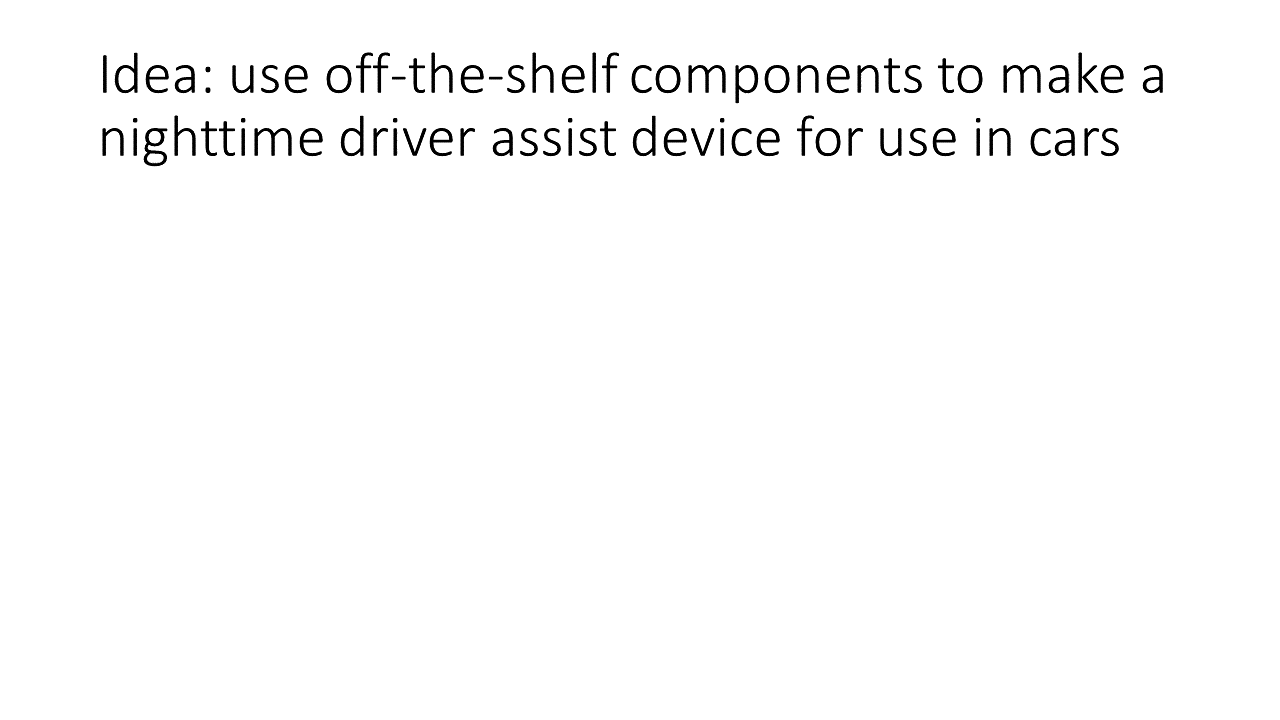 Idea: use off-the-shelf components to make a
nighttime driver assist device for use in cars